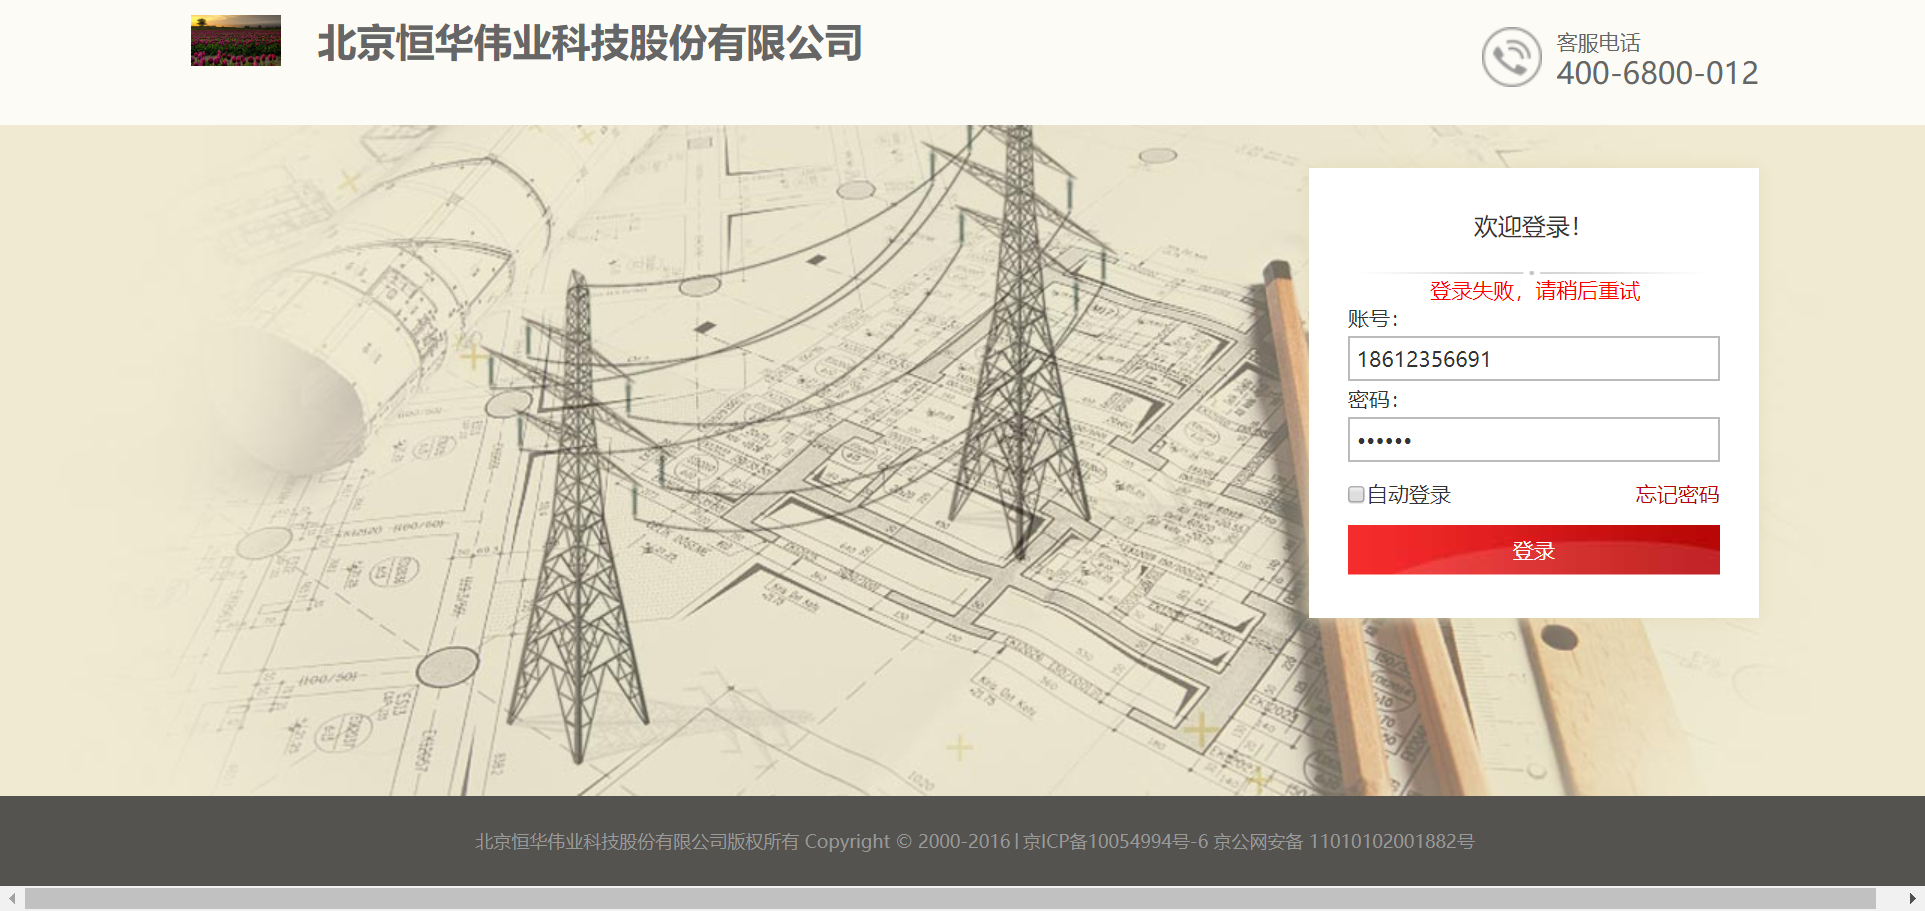 北京恒华伟业科技股份有限公司
客服电话
400-6800-012
欢迎登录！
登录失败，请稍后重试
账号：
18612356691
密码：
••••••
自动登录
忘记密码
登录
北京恒华伟业科技股份有限公司版权所有 Copyright © 2000-2016 | 京ICP备10054994号-6 京公网安备 11010102001882号